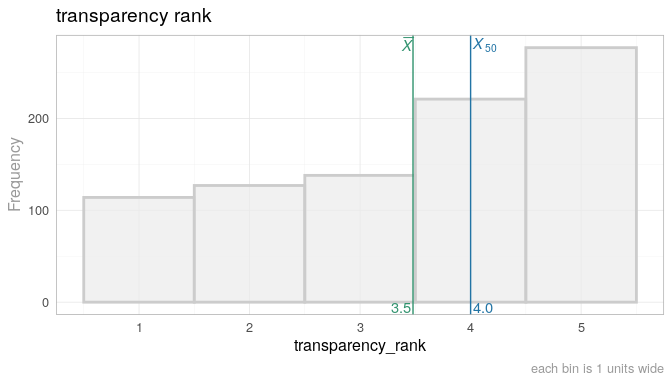 transparency rank
X̅
X50
200
100
0
Frequency
3.5
4.0
1 2 3 4 5
transparency_rank
each bin is 1 units wide